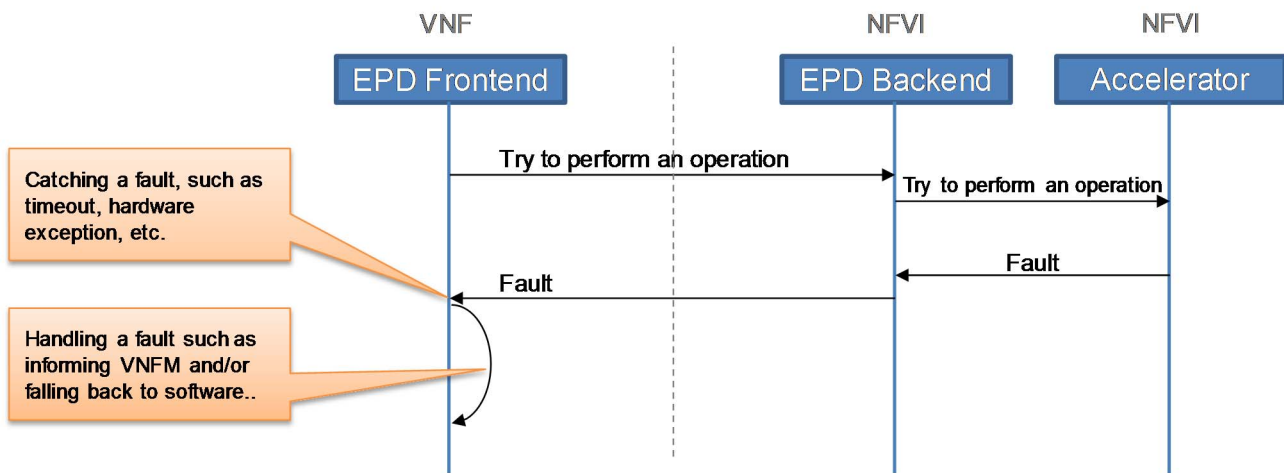 VNF
NFVI
NFVI
EPD Frontend
EPD Backend
Accelerator
Try to perform an operation
Try to perform an operation
Catching a fault, such as
timeout, hardware
exception, etc.
Fault
Fault
Handling a fault such as
informing VNFM and/or
falling back to software..